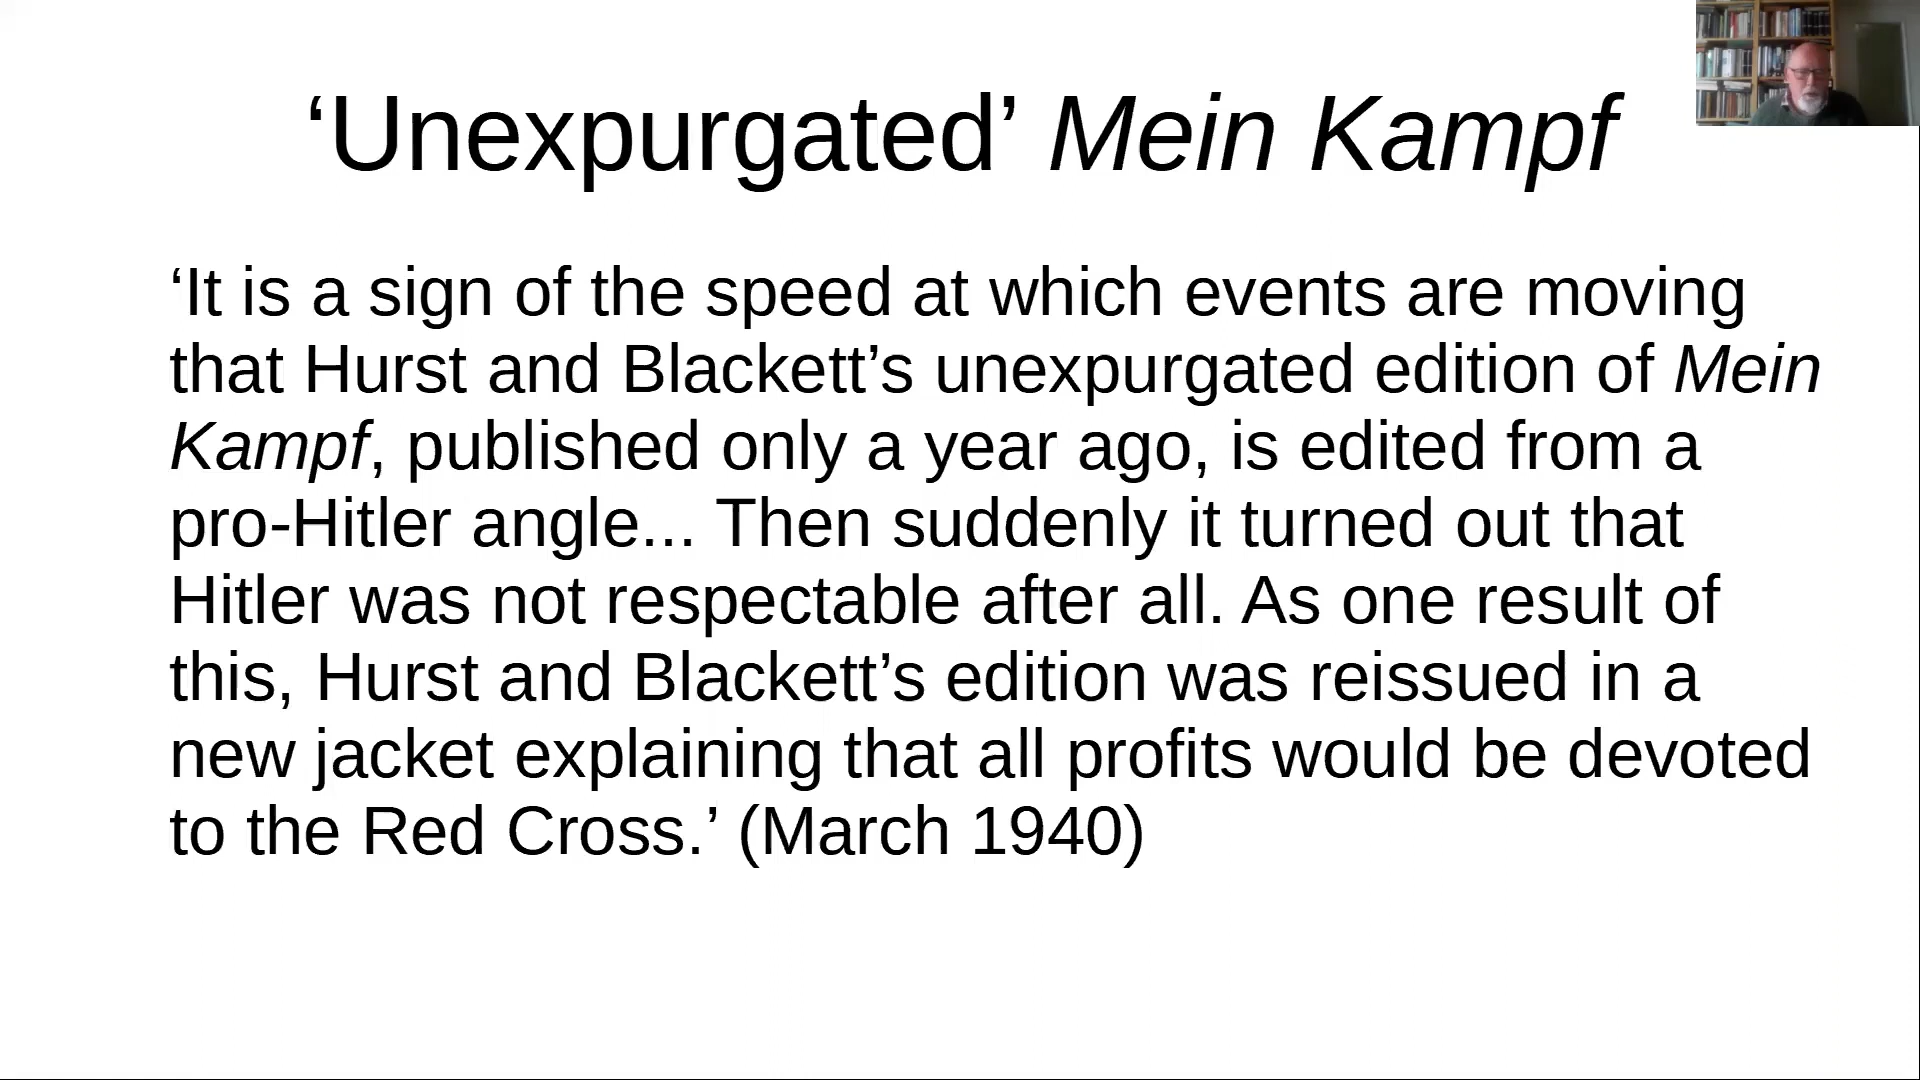 ‘Unexpurgated’ Mein Kampf
‘It is a sign of the speed at which events are moving
that Hurst and Blackett’s unexpurgated edition of Mein
Kampf, published only a year ago, is edited from a
pro-Hitler angle... Then suddenly it turned out that
Hitler was not respectable after all. As one result of
this, Hurst and Blackett’s edition was reissued in a
new jacket explaining that all profits would be devoted
to the Red Cross.’ (March 1940)